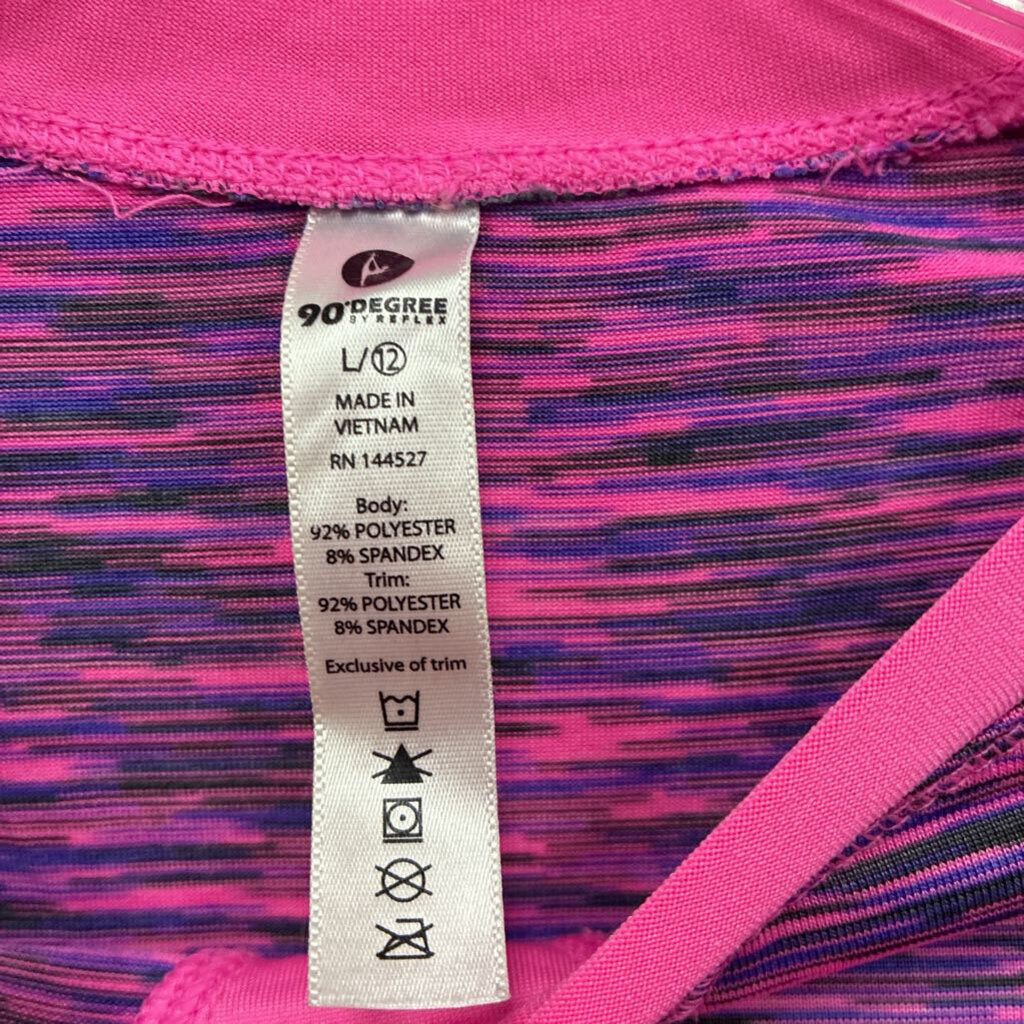 90°DEGREE
BY REFLEX
L/⑫
MADE IN
VIETNAM
RN 144527
Body:
92% POLYESTER
8% SPANDEX
Trim:
92% POLYESTER
8% SPANDEX
Exclusive of trim